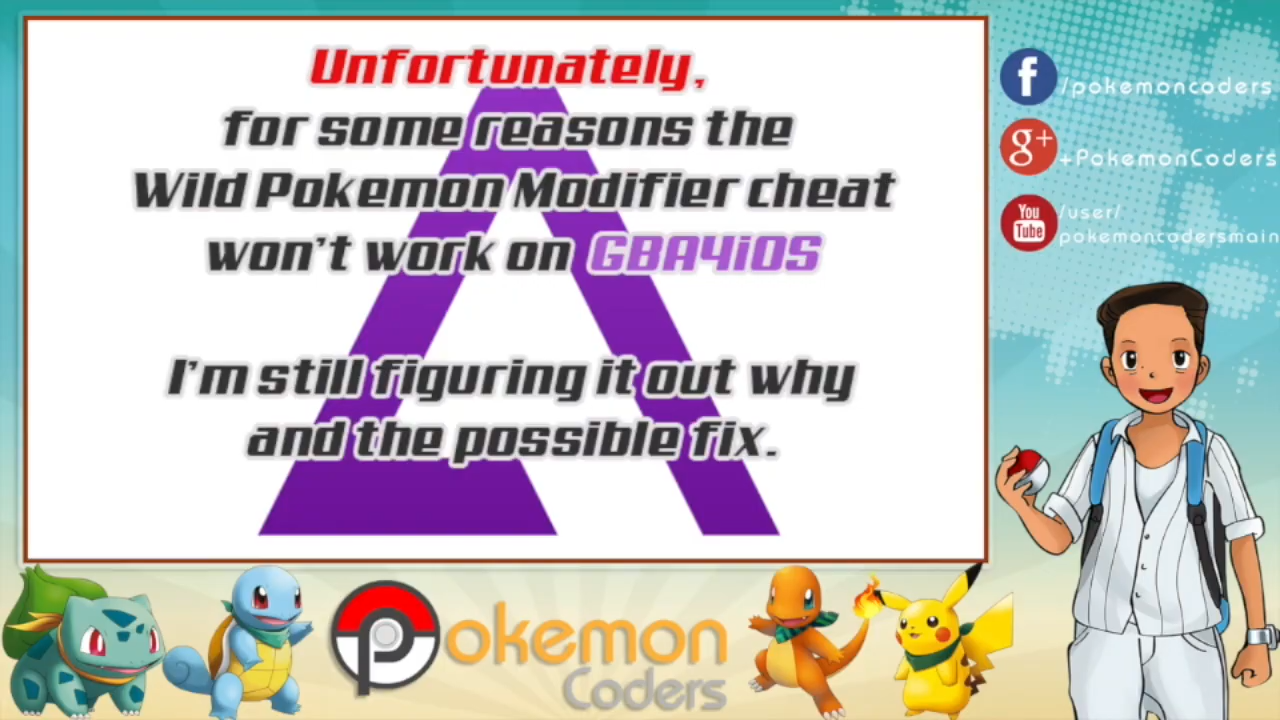 Unfortunately,
for some reasons the
Wild Pokemon Modifier cheat
won't work on GBA4iOS
I'm still figuring it out why
and the possible fix.
f /pokemoncoders
g+ +PokemonCoders
You Tube /user/
pokemoncodersmain
Pokemon
Coders